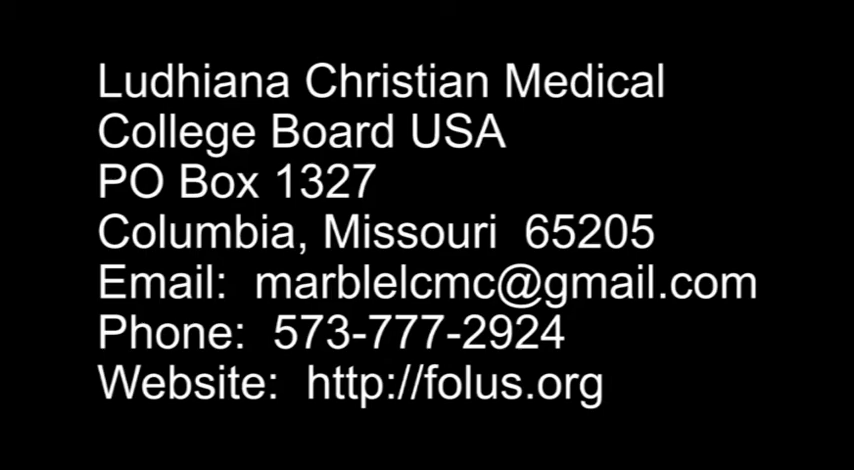 Ludhiana Christian Medical
College Board USA
PO Box 1327
Columbia, Missouri  65205
Email:  marblelcmc@gmail.com
Phone:  573-777-2924
Website:  http://folus.org